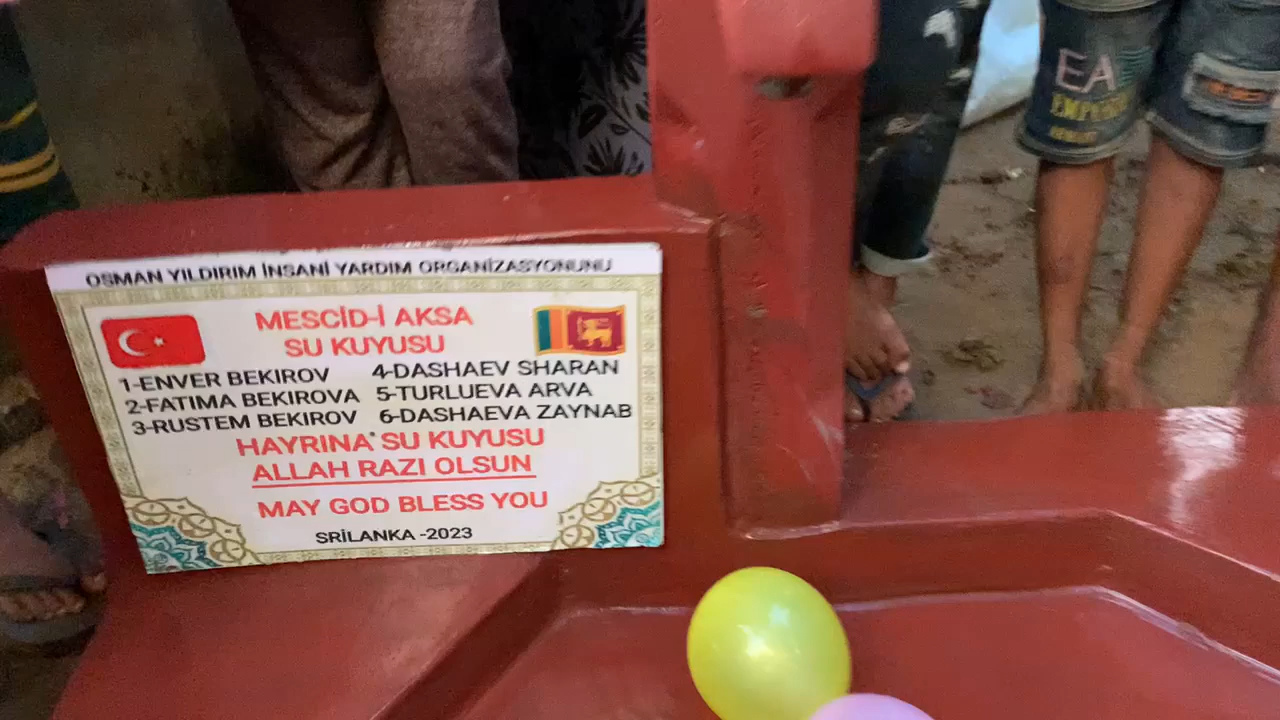 OSMAN YILDIRIM İNSANİ YARDIM ORGANİZASYONUNU
MESCİD-İ AKSA
SU KUYUSU
1-ENVER BEKIROV 4-DASHAEV SHARAN
2-FATIMA BEKIROVA 5-TURLUEVA ARVA
3-RUSTEM BEKIROV 6-DASHAEVA ZAYNAB
HAYRINA SU KUYUSU
ALLAH RAZI OLSUN
MAY GOD BLESS YOU
SRİLANKA -2023
EA